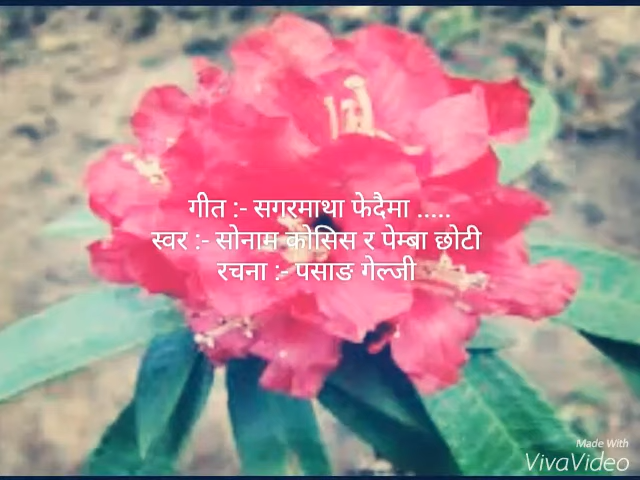 गीत :- सगरमाथा फेदैमा .....
स्वर :- सोनाम कोसिस र पेम्बा छोटी
रचना :- पसाङ गेल्जी
Made With
VivaVideo